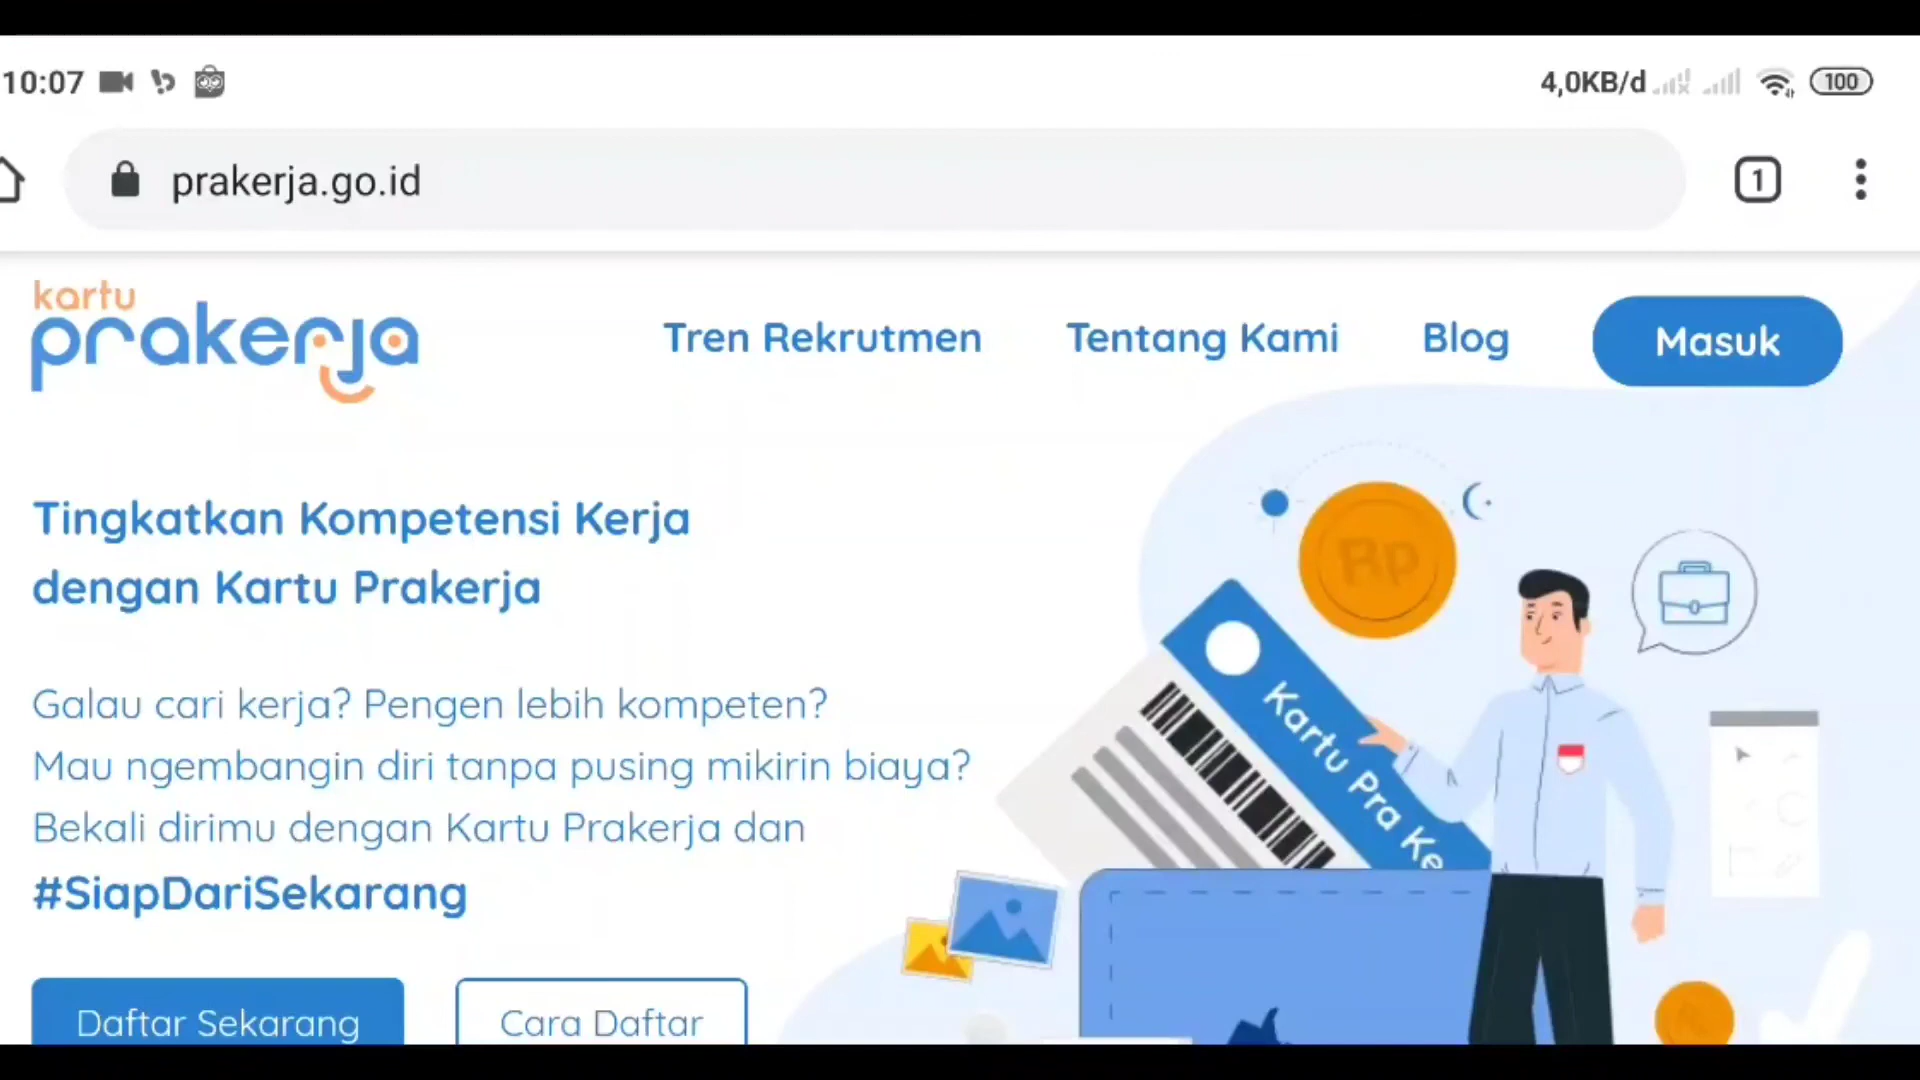 10:07 4,0KB/d 100
prakerja.go.id 1
kartu
prakerja
Tren Rekrutmen Tentang Kami Blog Masuk
Tingkatkan Kompetensi Kerja
dengan Kartu Prakerja
Galau cari kerja? Pengen lebih kompeten?
Mau ngembangin diri tanpa pusing mikirin biaya?
Bekali dirimu dengan Kartu Prakerja dan
#SiapDariSekarang
Daftar Sekarang Cara Daftar
Rp
Kartu Pra Ke